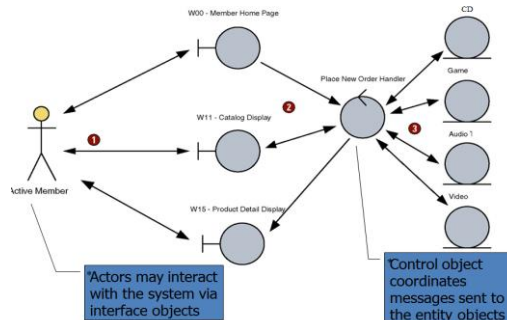 W00 - Member Home Page
CD
Place New Order Handler
Game
2
W11 - Catalog Display
1
3
Audio 1
Active Member
W15 - Product Detail Display
Video
"Actors may interact
with the system via
interface objects
"Control object
coordinates
messages sent to
the entity objects